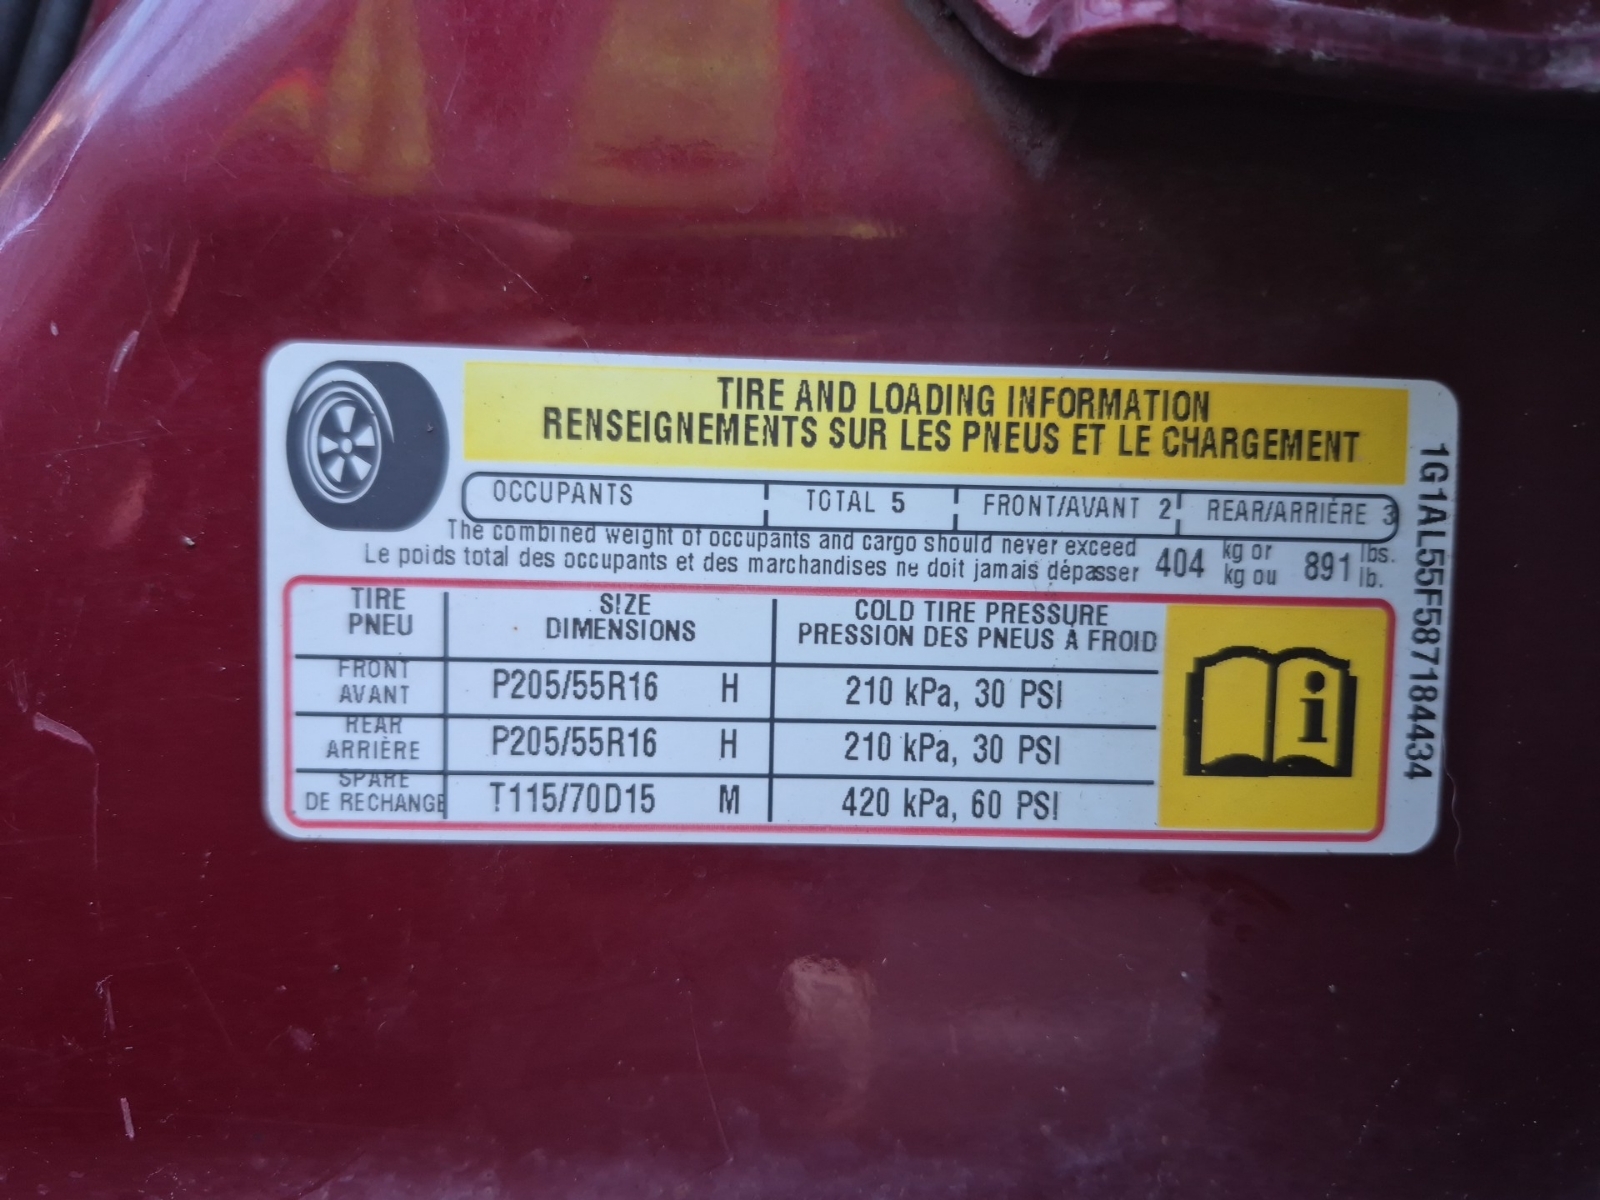 TIRE AND LOADING INFORMATION
RENSEIGNEMENTS SUR LES PNEUS ET LE CHARGEMENT
OCCUPANTS TOTAL 5 FRONT/AVANT 2 REAR/ARRIÉRE 3
The combined weight of occupants and cargo should never exceed 404 kg or 891 lbs.
Le poids total des occupants et des marchandises ne doit jamais dépasser kg ou lb.
TIRE SIZE COLD TIRE PRESSURE
PNEU DIMENSIONS PRESSION DES PNEUS À FROID
FRONT
AVANT P205/55R16 H 210 kPa, 30 PSI
REAR
ARRIÈRE P205/55R16 H 210 kPa, 30 PSI
SPARE
DE RECHANGE T115/70D15 M 420 kPa, 60 PSI
i
1G1AL55F587184434